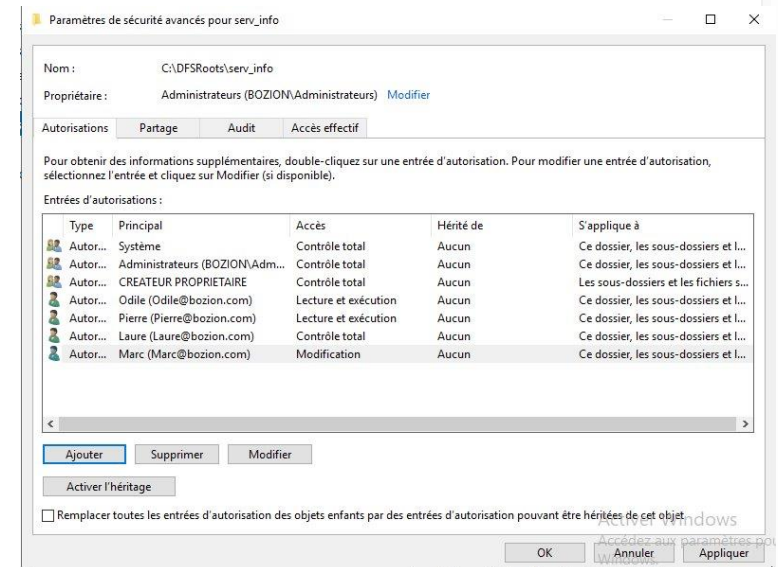 Paramètres de sécurité avancés pour serv_info
Nom :
C:\DFSRoots\serv_info
Propriétaire :
Administrateurs (BOZION\Administrateurs) Modifier
Autorisations Partage Audit Accès effectif
Pour obtenir des informations supplémentaires, double-cliquez sur une entrée d'autorisation. Pour modifier une entrée d'autorisation,
sélectionnez l'entrée et cliquez sur Modifier (si disponible).
Entrées d'autorisations :
Type Principal Accès Hérité de S'applique à
Autor... Système Contrôle total Aucun Ce dossier, les sous-dossiers et l...
Autor... Administrateurs (BOZION\Adm... Contrôle total Aucun Ce dossier, les sous-dossiers et l...
Autor... CREATEUR PROPRIETAIRE Contrôle total Aucun Les sous-dossiers et les fichiers s...
Autor... Odile (Odile@bozion.com) Lecture et exécution Aucun Ce dossier, les sous-dossiers et l...
Autor... Pierre (Pierre@bozion.com) Lecture et exécution Aucun Ce dossier, les sous-dossiers et l...
Autor... Laure (Laure@bozion.com) Contrôle total Aucun Ce dossier, les sous-dossiers et l...
Autor... Marc (Marc@bozion.com) Modification Aucun Ce dossier, les sous-dossiers et l...
Ajouter Supprimer Modifier
Activer l'héritage
Remplacer toutes les entrées d'autorisation des objets enfants par des entrées d'autorisation pouvant être héritées de cet objet
Activer Windows
Accédez aux paramètres pou
Windows.
OK Annuler Appliquer